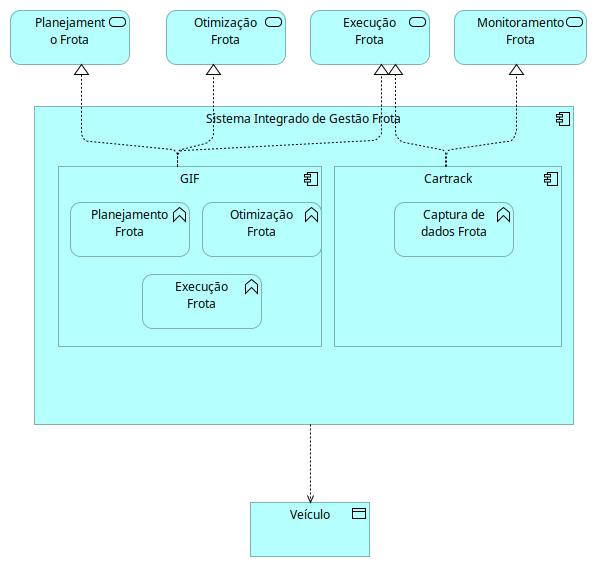 Planejament
o Frota
Otimização
Frota
Execução
Frota
Monitoramento
Frota
Sistema Integrado de Gestão Frota
GIF
Cartrack
Planejamento
Frota
Otimização
Frota
Captura de
dados Frota
Execução
Frota
Veículo